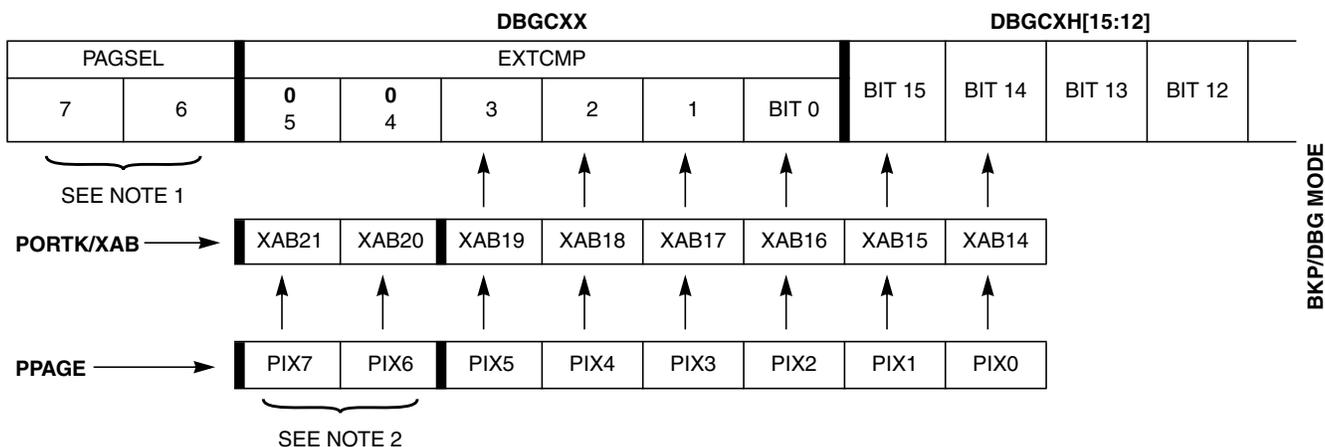 DBGCXX DBGCXH[15:12]
PAGSEL EXTCMP
7 6 0 5 0 4 3 2 1 BIT 0 BIT 15 BIT 14 BIT 13 BIT 12
SEE NOTE 1
PORTK/XAB XAB21 XAB20 XAB19 XAB18 XAB17 XAB16 XAB15 XAB14
PPAGE PIX7 PIX6 PIX5 PIX4 PIX3 PIX2 PIX1 PIX0
SEE NOTE 2
BKP/DBG MODE